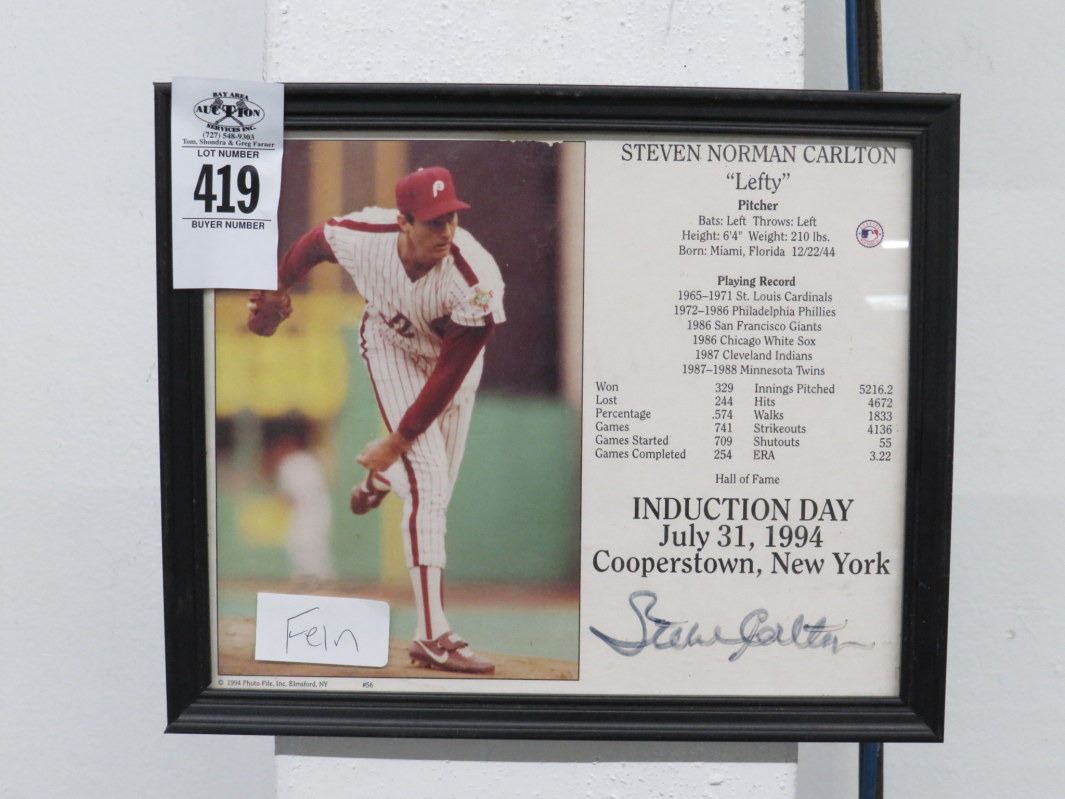 BAY AREA
AUCTION
SERVICES INC.
(727) 548-9303
Tom, Shondra & Greg Farner
LOT NUMBER
419
BUYER NUMBER
P
STEVEN NORMAN CARLTON
“Lefty”
Pitcher
Bats: Left Throws: Left
Height: 6'4" Weight: 210 lbs.
Born: Miami, Florida 12/22/44
Playing Record
1965–1971 St. Louis Cardinals
1972–1986 Philadelphia Phillies
1986 San Francisco Giants
1986 Chicago White Sox
1987 Cleveland Indians
1987–1988 Minnesota Twins
Won 329 Innings Pitched 5216.2
Lost 244 Hits 4672
Percentage .574 Walks 1833
Games 741 Strikeouts 4136
Games Started 709 Shutouts 55
Games Completed 254 ERA 3.22
Hall of Fame
INDUCTION DAY
July 31, 1994
Cooperstown, New York
Steve Carlton
Fein
© 1994 Photo File, Inc. Elmsford, NY #56